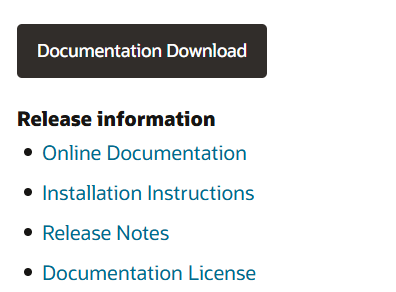 Documentation Download
Release information
Online Documentation
Installation Instructions
Release Notes
Documentation License